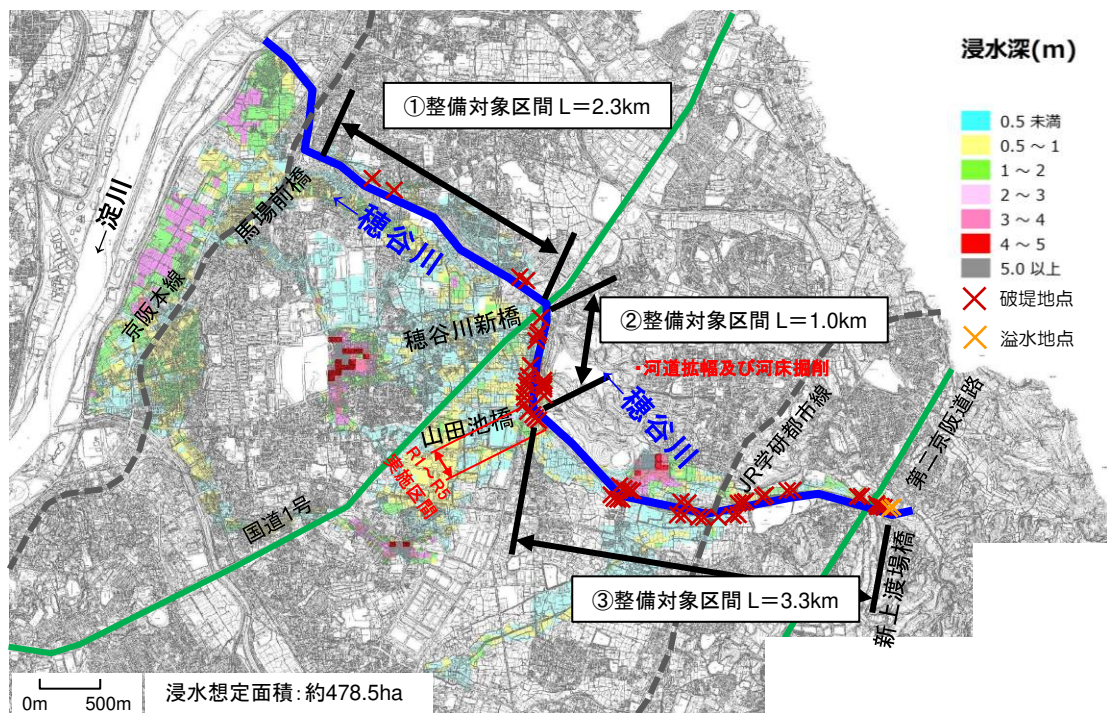 浸水深(m)
0.5 未満
0.5～1
1～2
2～3
3～4
4～5
5.0 以上
破堤地点
溢水地点
①整備対象区間 L＝2.3km
←淀川
馬場前橋
←穂谷川
京阪本線
穂谷川新橋
②整備対象区間 L＝1.0km
・河道拡幅及び河床掘削
←穂谷川
山田池橋
R1～R5
実施区間
JR学研都市線
第二京阪道路
国道1号
③整備対象区間 L＝3.3km
新上渡場橋
0m 500m
浸水想定面積：約478.5ha